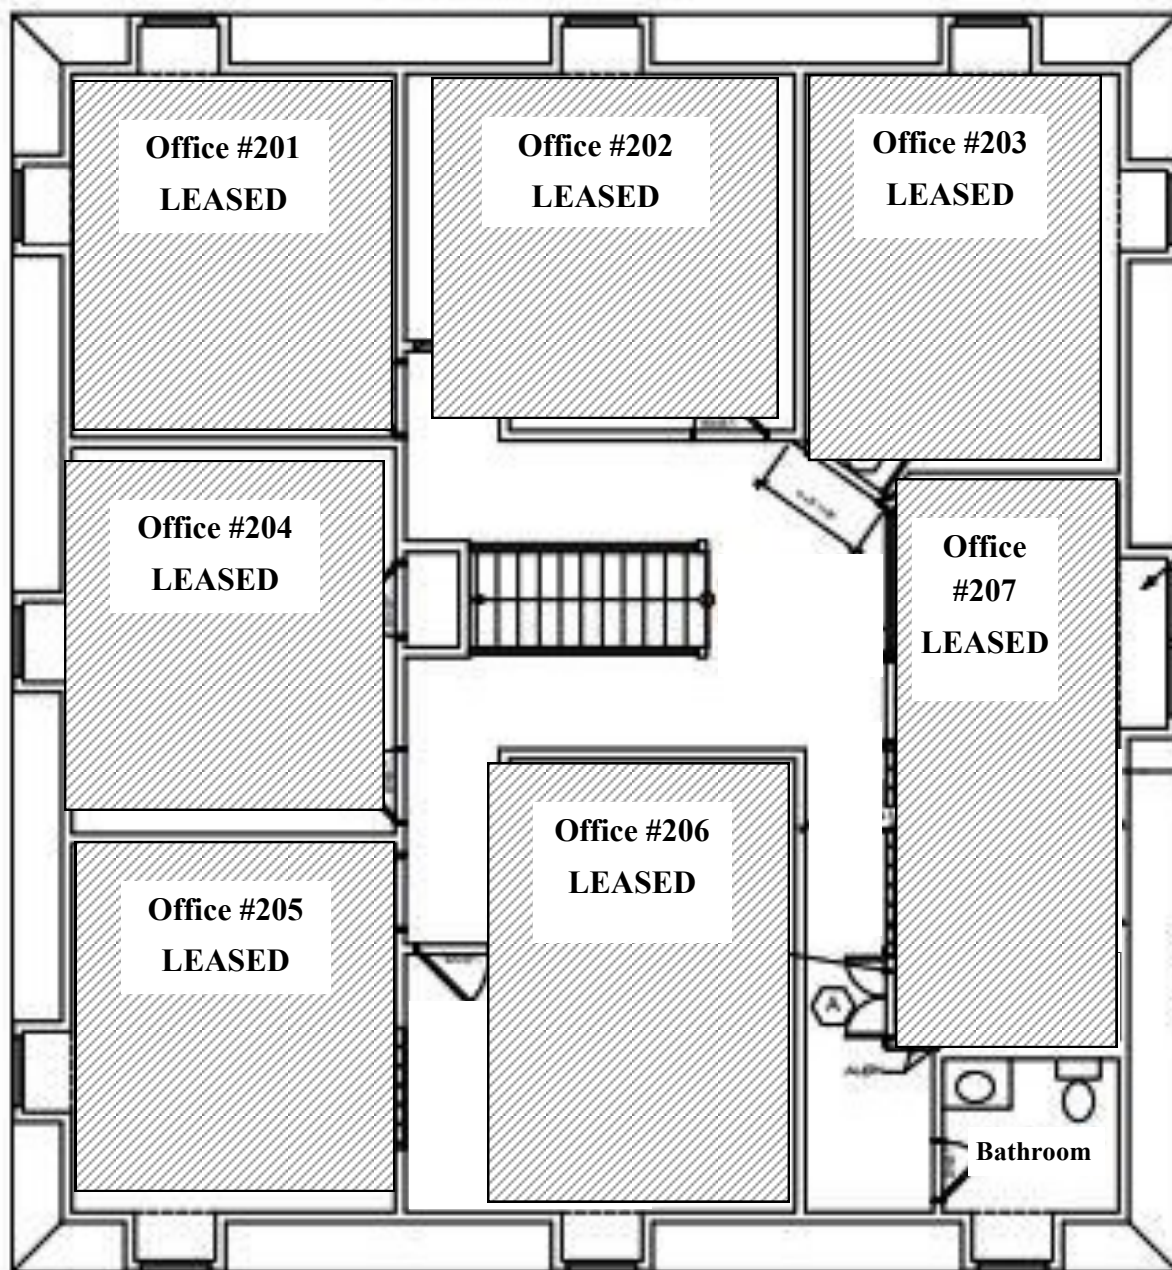 Office #201
LEASED
Office #202
LEASED
Office #203
LEASED
Office #204
LEASED
Office
#207
LEASED
Office #206
LEASED
Office #205
LEASED
A
Bathroom